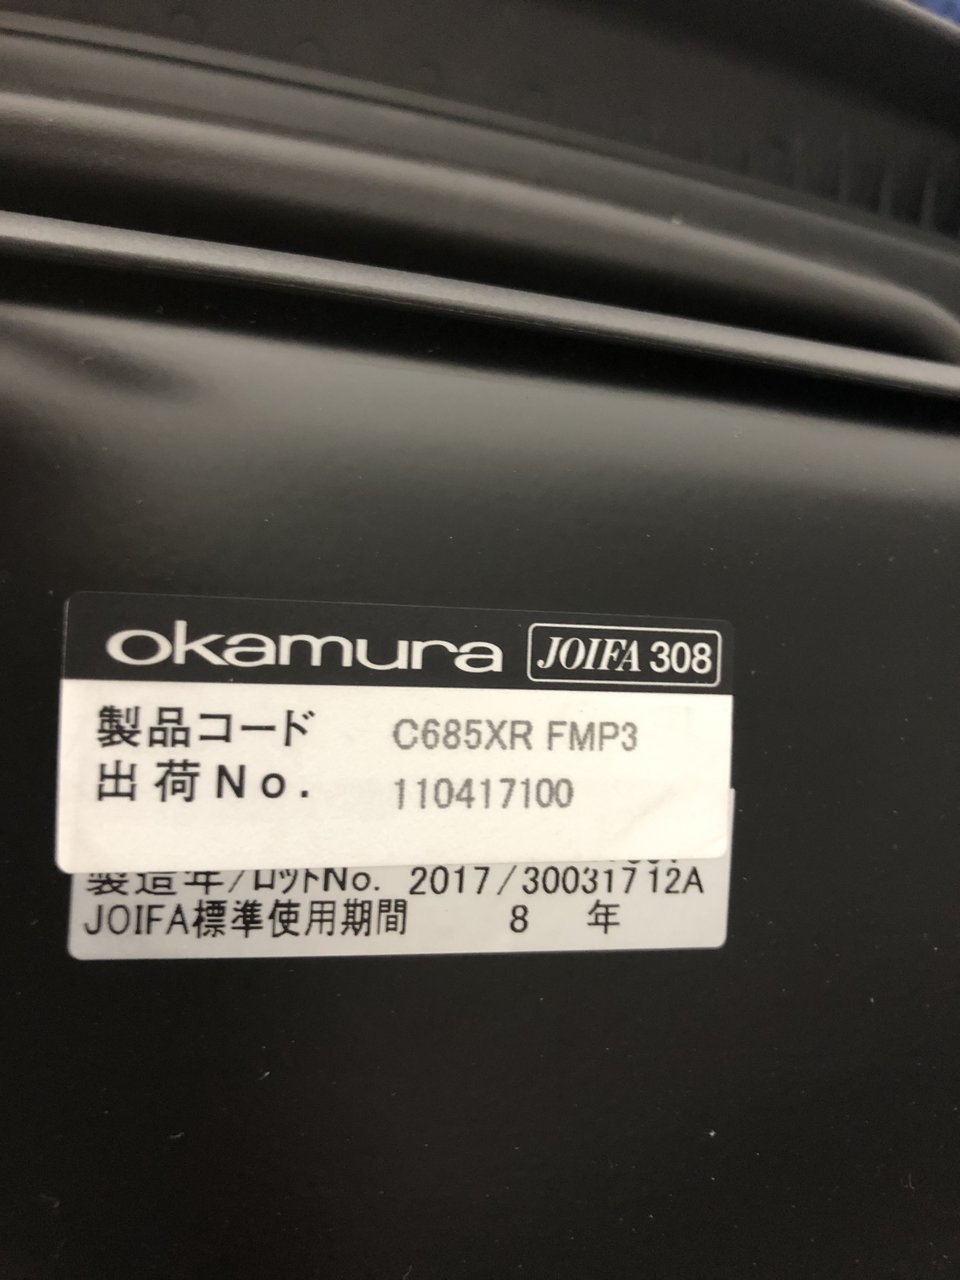 okamura JOIFA 308
製品コード C685XR FMP3
出荷No. 110417100
製造年/ロットNo. 2017/30031712A
JOIFA標準使用期間 8 年